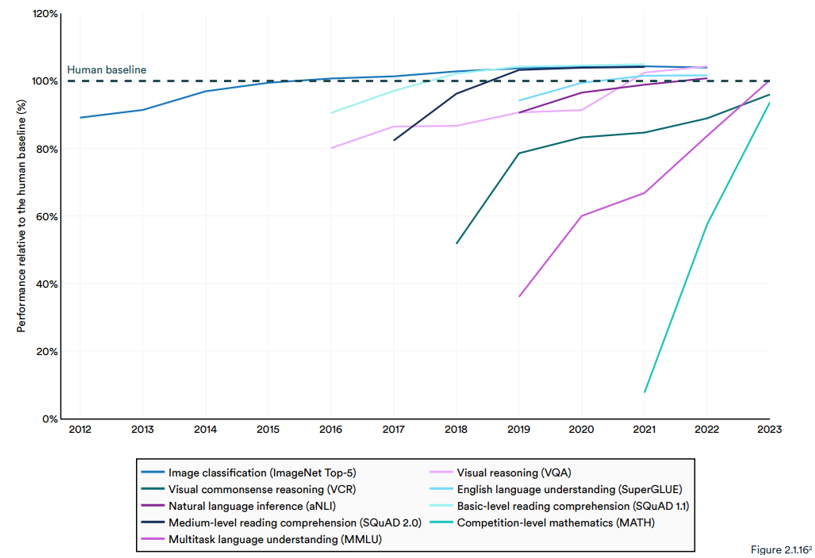 120%
Human baseline
100%
80%
60%
40%
20%
0%
Performance relative to the human baseline (%)
2012 2013 2014 2015 2016 2017 2018 2019 2020 2021 2022 2023
Image classification (ImageNet Top-5)
Visual commonsense reasoning (VCR)
Natural language inference (aNLI)
Medium-level reading comprehension (SQuAD 2.0)
Multitask language understanding (MMLU)
Visual reasoning (VQA)
English language understanding (SuperGLUE)
Basic-level reading comprehension (SQuAD 1.1)
Competition-level mathematics (MATH)
Figure 2.1.16²